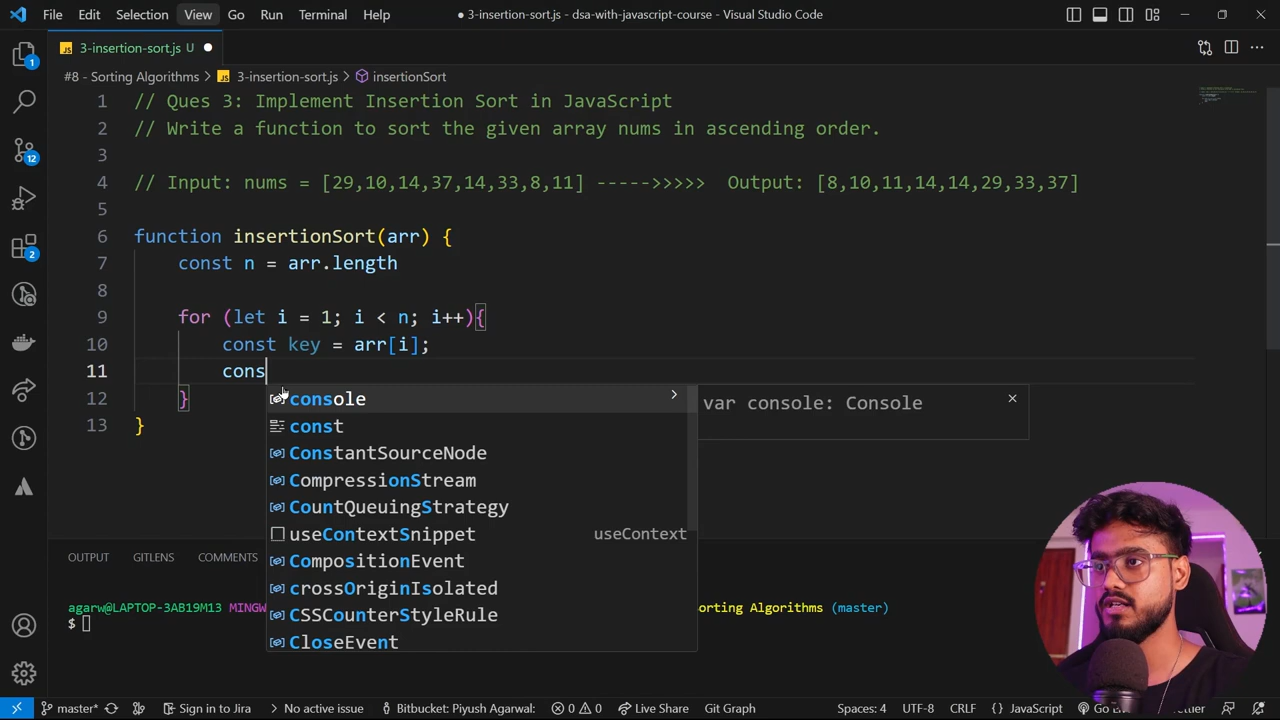 File Edit Selection View Go Run Terminal Help
● 3-insertion-sort.js - dsa-with-javascript-course - Visual Studio Code
JS 3-insertion-sort.js U ●
#8 - Sorting Algorithms > JS 3-insertion-sort.js > insertionSort
1 // Ques 3: Implement Insertion Sort in JavaScript
2 // Write a function to sort the given array nums in ascending order.
3
4 // Input: nums = [29,10,14,37,14,33,8,11] ----->>>>> Output: [8,10,11,14,14,29,33,37]
5
6 function insertionSort(arr) {
7 const n = arr.length
8
9 for (let i = 1; i < n; i++){
10 const key = arr[i];
11 cons
12 }
13 }
console
var console: Console
const
ConstantSourceNode
CompressionStream
CountQueuingStrategy
useContextSnippet useContext
CompositionEvent
crossOriginIsolated
CSSCounterStyleRule
CloseEvent
1
12
2
OUTPUT GITLENS COMMENTS
agarw@LAPTOP-3AB19M13 MINGW orting Algorithms (master)
$
master* Sign in to Jira No active issue Bitbucket: Piyush Agarwal: 0 0 Live Share Git Graph Spaces: 4 UTF-8 CRLF {} JavaScript Go